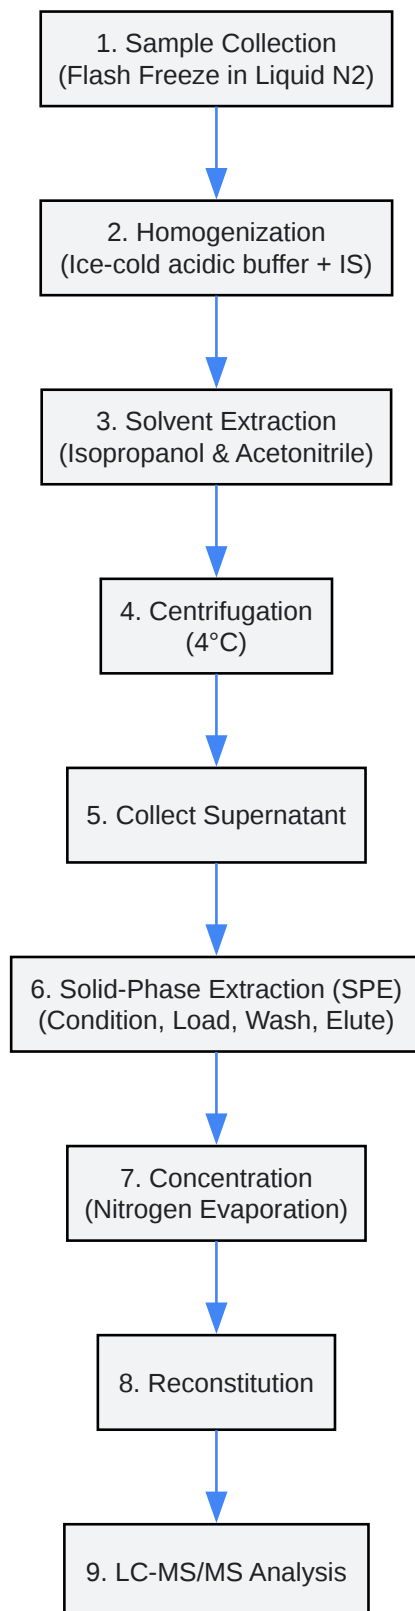 1. Sample Collection
(Flash Freeze in Liquid N2)
2. Homogenization
(Ice-cold acidic buffer + IS)
3. Solvent Extraction
(Isopropanol & Acetonitrile)
4. Centrifugation
(4°C)
5. Collect Supernatant
6. Solid-Phase Extraction (SPE)
(Condition, Load, Wash, Elute)
7. Concentration
(Nitrogen Evaporation)
8. Reconstitution
9. LC-MS/MS Analysis